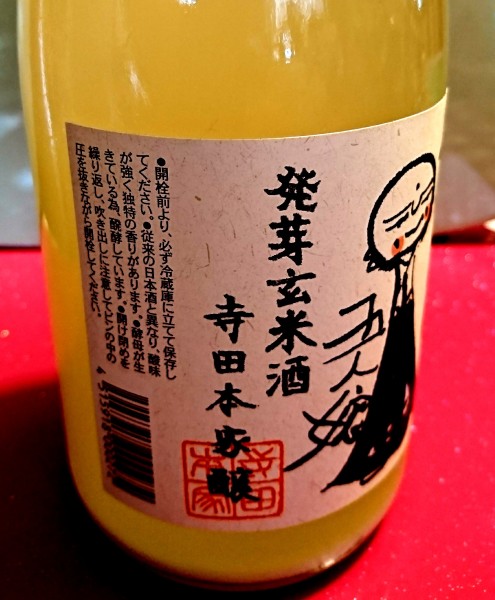 五人娘
発芽玄米酒
寺田本家醸
寺田
本家
●開栓前より、必ず冷蔵庫に立て保存し
てください。●従来の日本酒と異なり、酸味
が強く独特の香りがあります。●酵母が生
きている為、醗酵しています。●開け閉めを
繰り返し、吹き出しに注意してビンの中の
圧を抜きながら開栓してください。